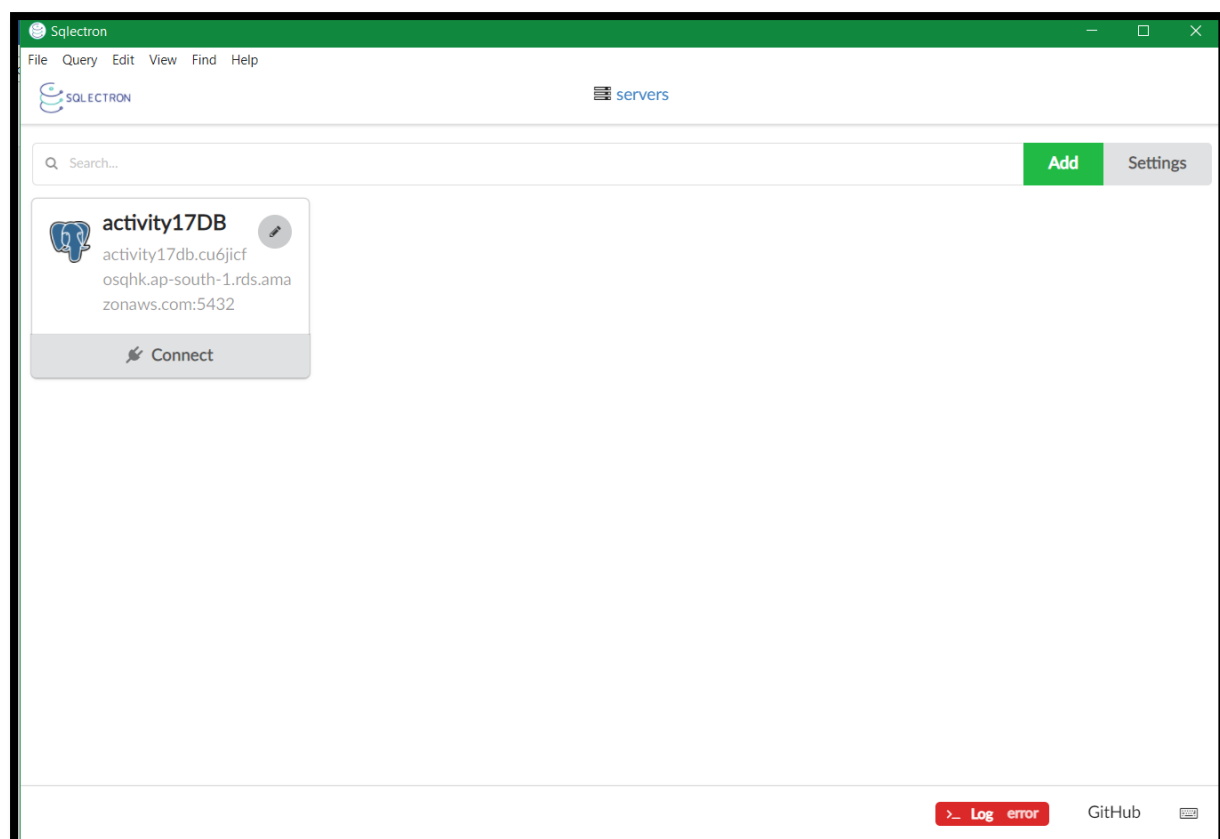 Sqlectron
File Query Edit View Find Help
SQLECTRON
servers
Search...
Add
Settings
activity17DB
activity17db.cu6jicf
osqhk.ap-south-1.rds.ama
zonaws.com:5432
Connect
>_ Log error
GitHub